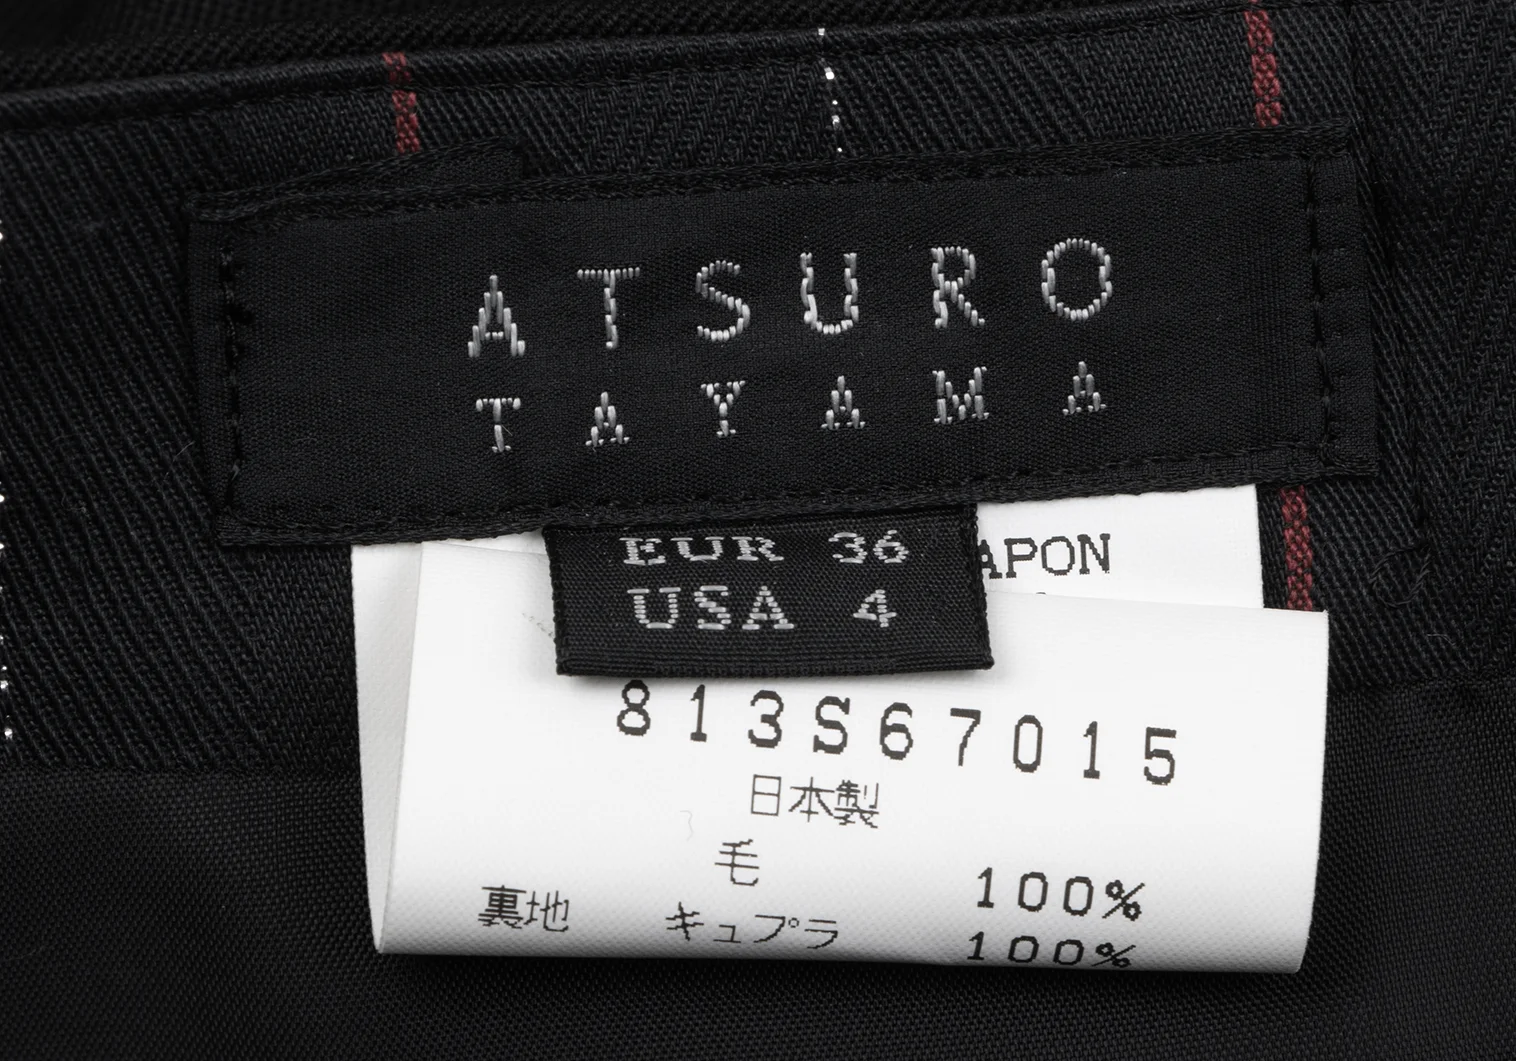 ATSURO
TAYAMA
EUR 36
USA 4
APON
813S67015
日本製
毛 100%
裏地 キュプラ 100%